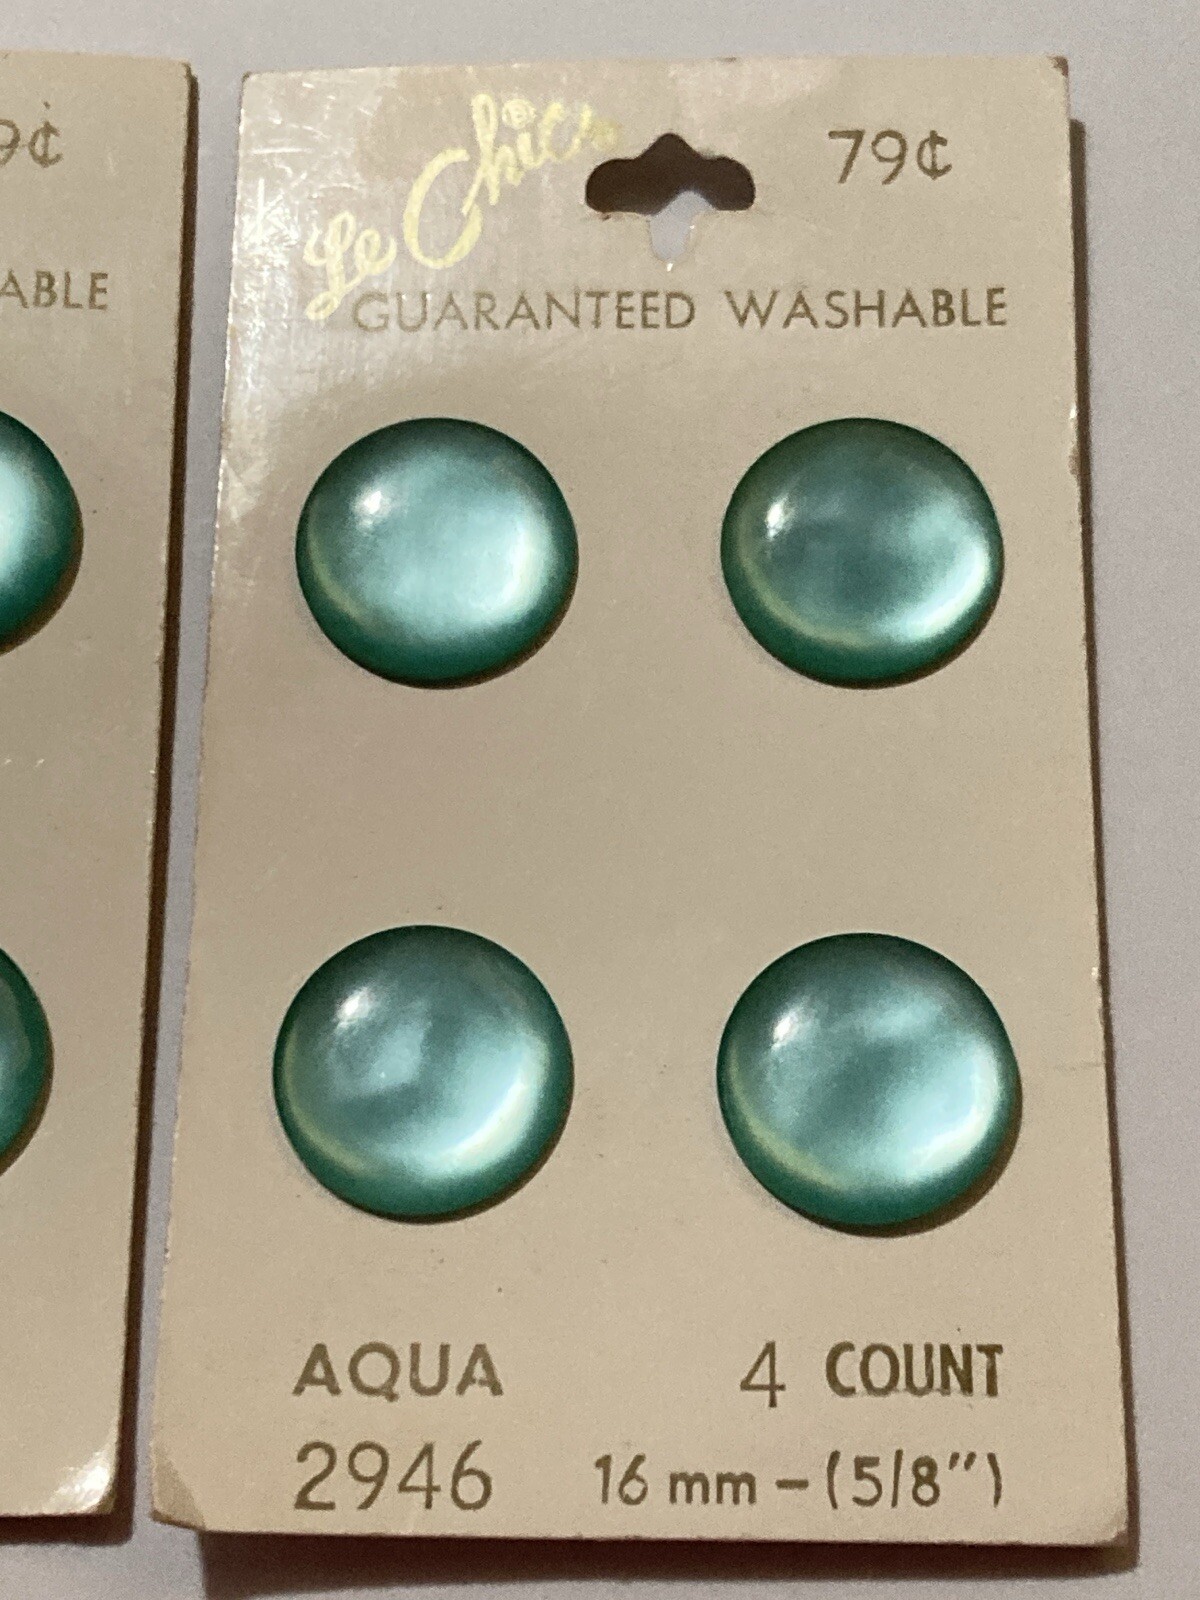 9¢
ABLE
Le Chic ®
79¢
GUARANTEED WASHABLE
AQUA
4 COUNT
2946
16 mm – (5/8")